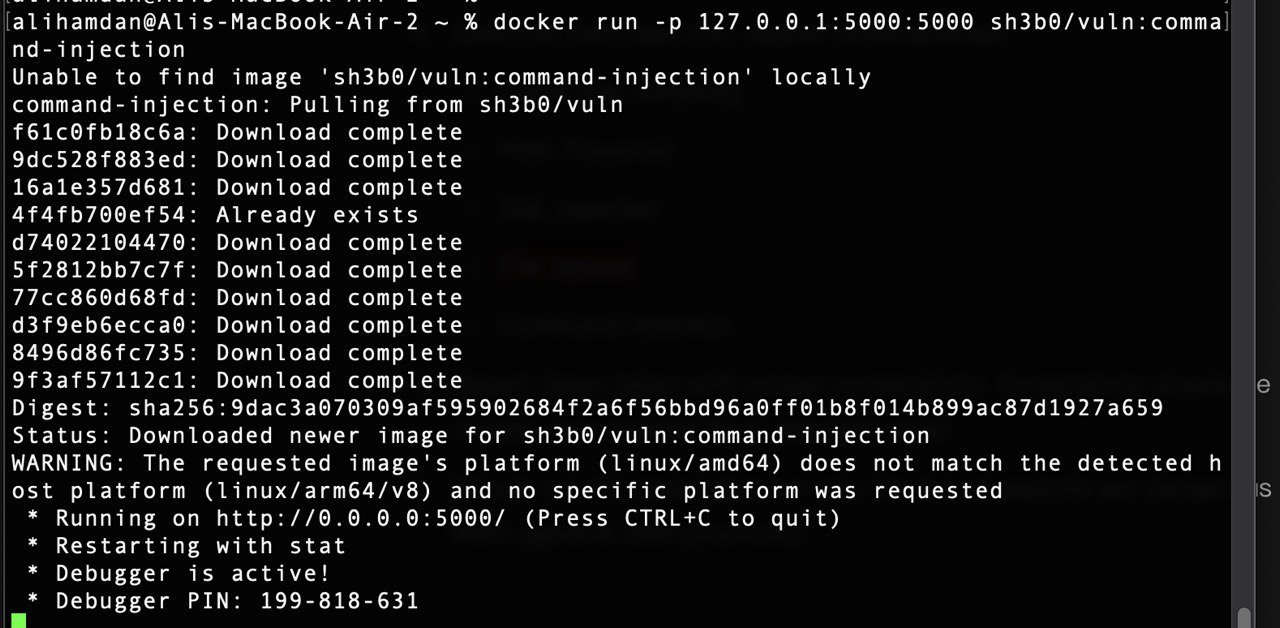 [alihamdan@Alis-MacBook-Air-2 ~ % docker run -p 127.0.0.1:5000:5000 sh3b0/vuln:comma]
nd-injection
Unable to find image 'sh3b0/vuln:command-injection' locally
command-injection: Pulling from sh3b0/vuln
f61c0fb18c6a: Download complete
9dc528f883ed: Download complete
16a1e357d681: Download complete
4f4fb700ef54: Already exists
d74022104470: Download complete
5f2812bb7c7f: Download complete
77cc860d68fd: Download complete
d3f9eb6ecca0: Download complete
8496d86fc735: Download complete
9f3af57112c1: Download complete
Digest: sha256:9dac3a070309af595902684f2a6f56bbd96a0ff01b8f014b899ac87d1927a659
Status: Downloaded newer image for sh3b0/vuln:command-injection
WARNING: The requested image's platform (linux/amd64) does not match the detected h
ost platform (linux/arm64/v8) and no specific platform was requested
 * Running on http://0.0.0.0:5000/ (Press CTRL+C to quit)
 * Restarting with stat
 * Debugger is active!
 * Debugger PIN: 199-818-631